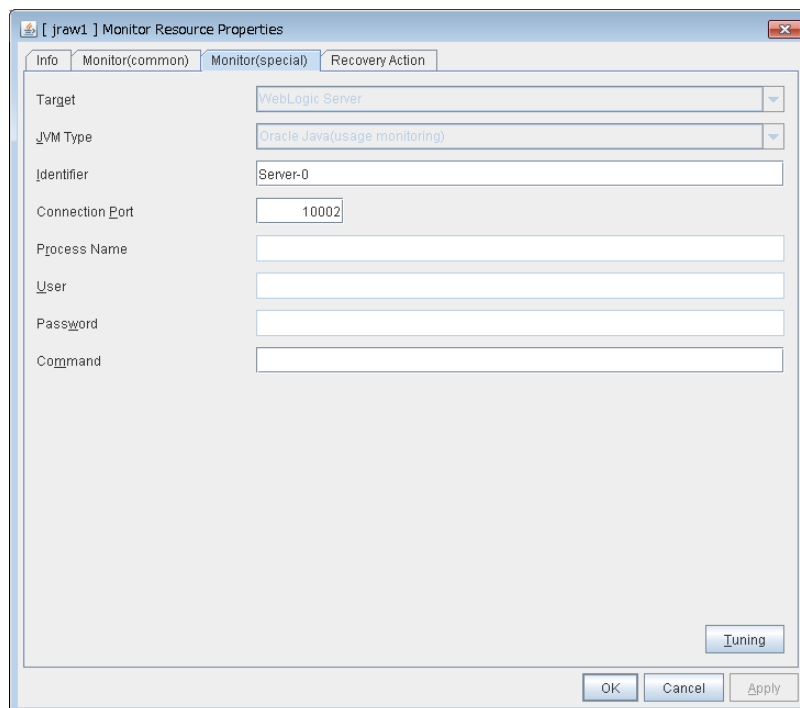 [ jraw1 ] Monitor Resource Properties
Info Monitor(common) Monitor(special) Recovery Action
Target WebLogic Server
JVM Type Oracle Java(usage monitoring)
Identifier Server-0
Connection Port 10002
Process Name
User
Password
Command
Tuning
OK Cancel Apply